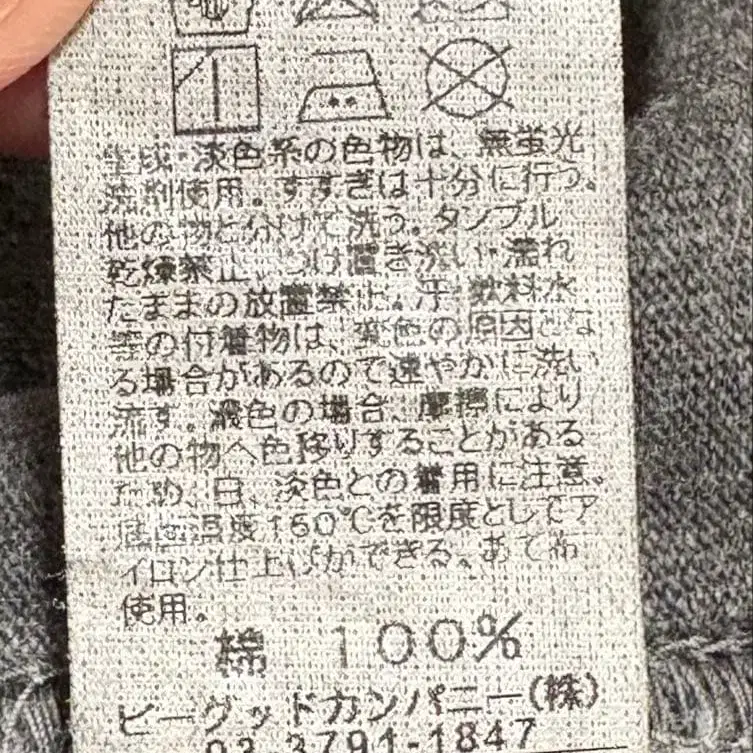 生成・淡色系の色物は、無蛍光
洗剤使用。すすぎは十分に行う。
他の物と分けて洗う。タンブル
乾燥禁止。つけ置き洗い・濡れ
たままの放置禁止。汗・飲料水
等の付着物は、変色の原因とな
る場合があるので速やかに洗い
流す。濃色の場合、摩擦により
他の物へ色移りすることがある
ため、白、淡色との着用に注意。
底面温度160℃を限度としてア
イロン仕上げができる。あて布
使用。
綿 100%
ビーグッドカンパニー(株)
03-3791-1847